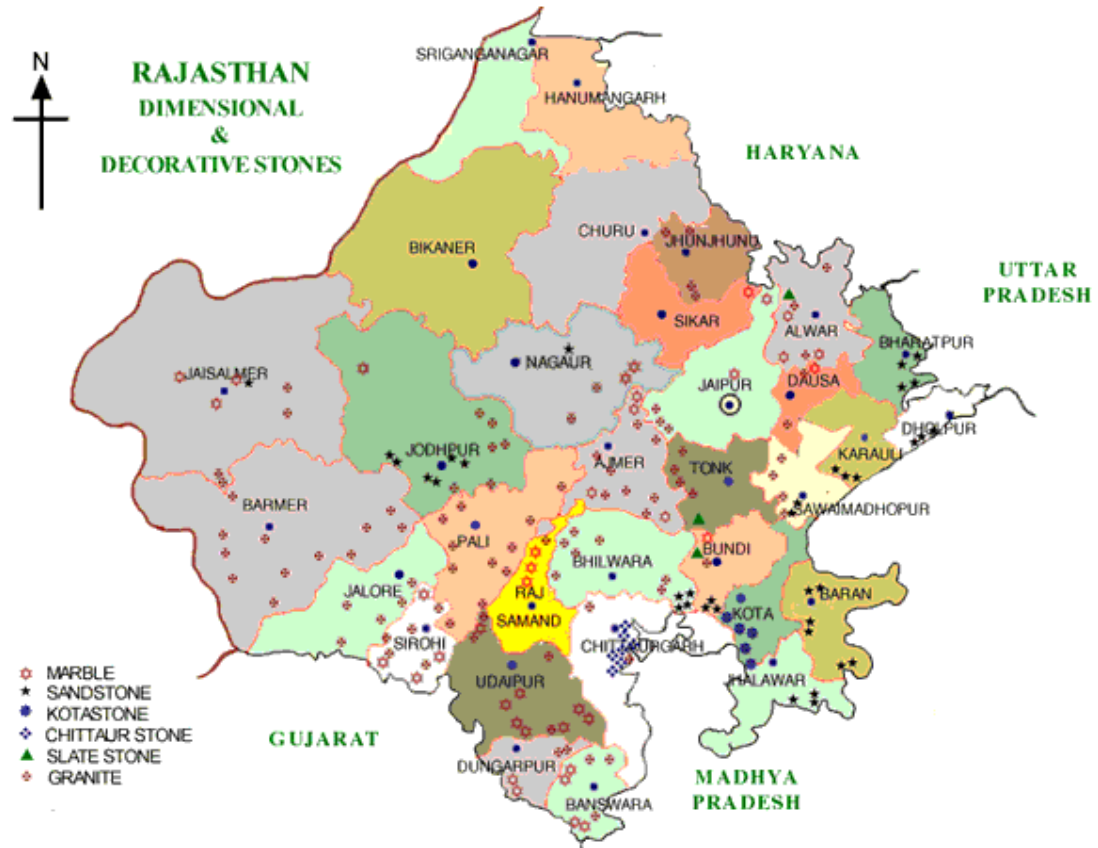 N
RAJASTHAN
DIMENSIONAL
&
DECORATIVE STONES
SRIGANGANAGAR
HANUMANGARH
HARYANA
CHURU
JHUNJHUNU
BIKANER
UTTAR
PRADESH
SIKAR
ALWAR
BHARATPUR
NAGAUR
JAISALMER
JAIPUR
DAUSA
DHOLPUR
JODHPUR
AJMER
TONK
KARAULI
BARMER
SAWAIMADHOPUR
PALI
BUNDI
BHILWARA
JALORE
RAJ
SAMAND
BARAN
KOTA
SIROHI
CHITTAURGARH
UDAIPUR
JHALAWAR
MARBLE
SANDSTONE
KOTASTONE
CHITTAUR STONE
SLATE STONE
GRANITE
GUJARAT
DUNGARPUR
BANSWARA
MADHYA
PRADESH